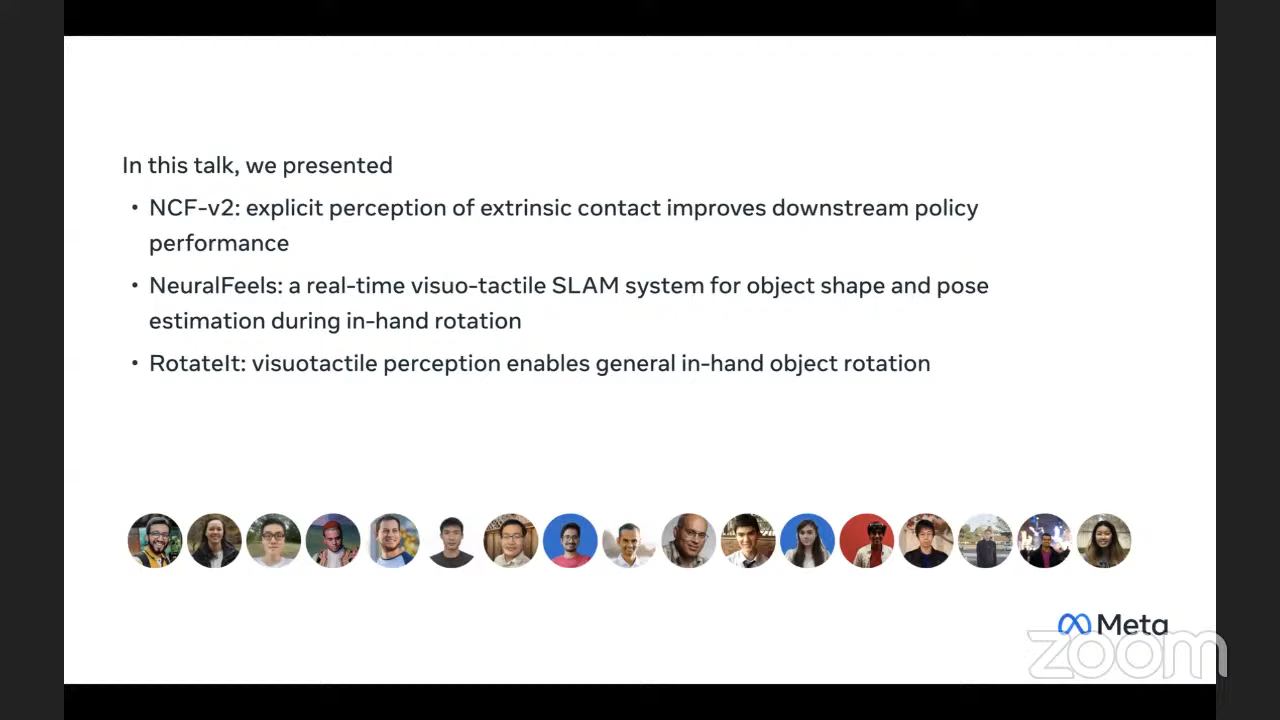 In this talk, we presented
• NCF-v2: explicit perception of extrinsic contact improves downstream policy
performance
• NeuralFeels: a real-time visuo-tactile SLAM system for object shape and pose
estimation during in-hand rotation
• RotateIt: visuotactile perception enables general in-hand object rotation
Meta
zoom